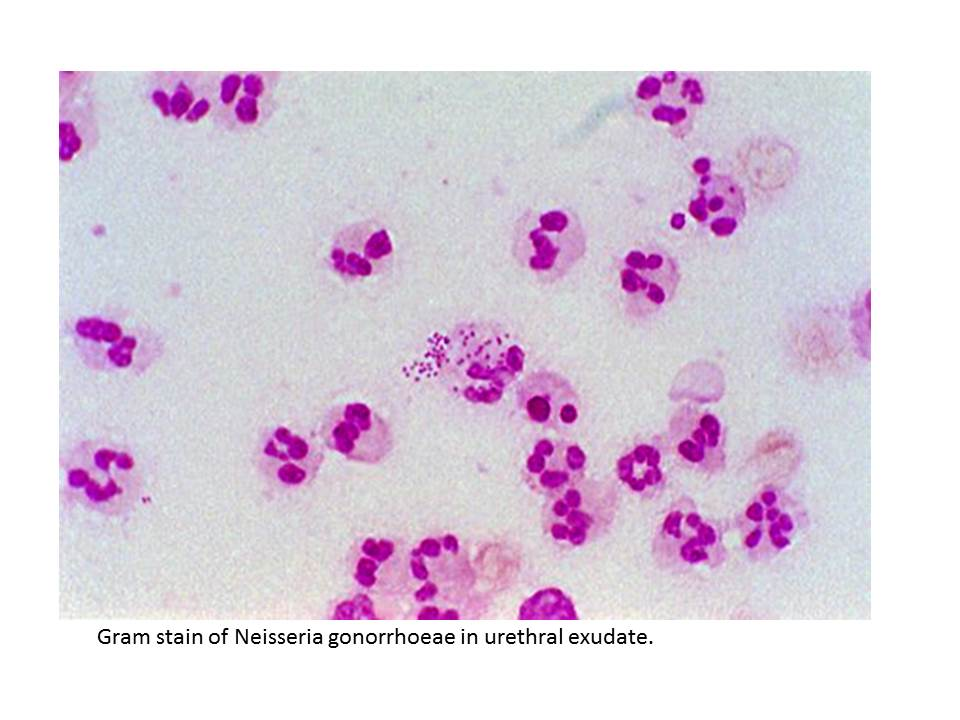 Gram stain of Neisseria gonorrhoeae in urethral exudate.